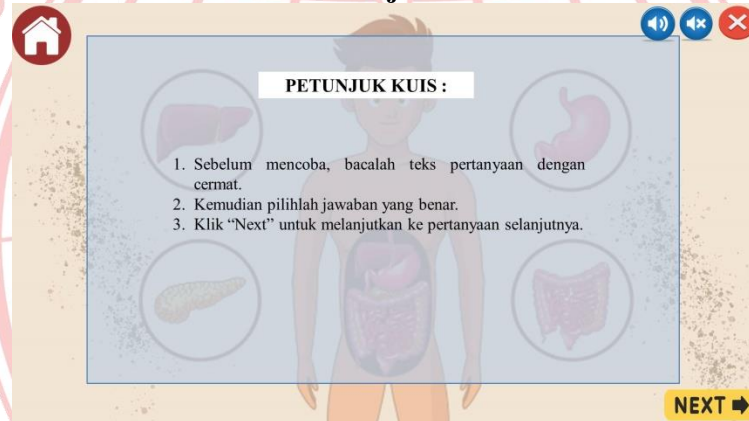 PETUNJUK KUIS :
1. Sebelum mencoba, bacalah teks pertanyaan dengan
cermat.
2. Kemudian pilihlah jawaban yang benar.
3. Klik “Next” untuk melanjutkan ke pertanyaan selanjutnya.
NEXT